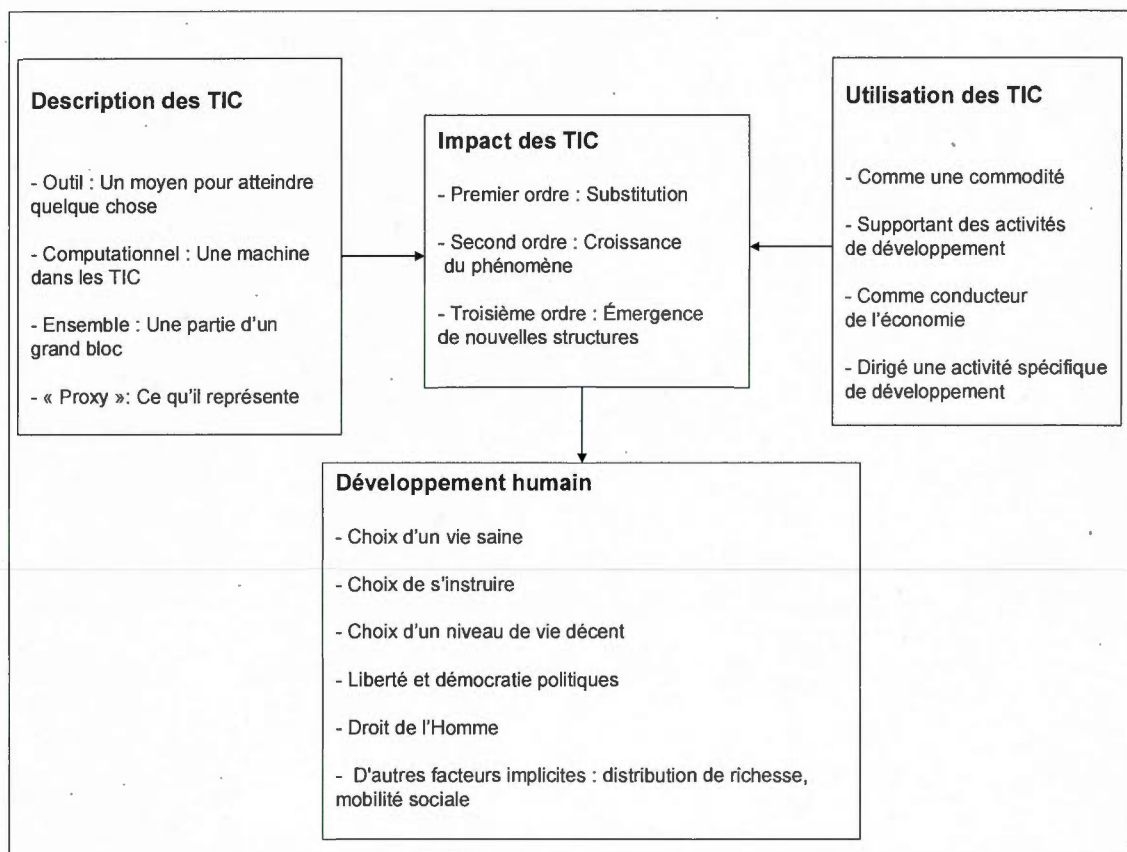 Description des TIC
- Outil : Un moyen pour atteindre
quelque chose
- Computationnel : Une machine
dans les TIC
- Ensemble : Une partie d'un
grand bloc
- « Proxy »: Ce qu'il représente
Impact des TIC
- Premier ordre : Substitution
- Second ordre : Croissance
du phénomène
- Troisième ordre : Émergence
de nouvelles structures
Utilisation des TIC
- Comme une commodité
- Supportant des activités
de développement
- Comme conducteur
de l'économie
- Dirigé une activité spécifique
de développement
Développement humain
- Choix d'un vie saine
- Choix de s'instruire
- Choix d'un niveau de vie décent
- Liberté et démocratie politiques
- Droit de l'Homme
- D'autres facteurs implicites : distribution de richesse,
mobilité sociale